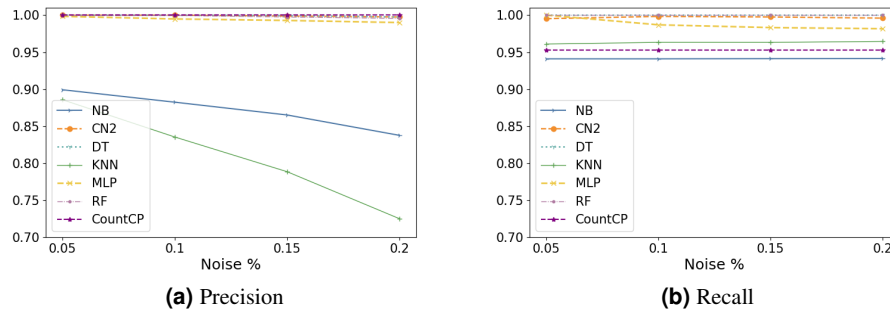 1.00
0.95
0.90
0.85
0.80
0.75
0.70
NB
CN2
DT
KNN
MLP
RF
CountCP
0.05 0.1 0.15 0.2
Noise %
(a) Precision
1.00
0.95
0.90
0.85
0.80
0.75
0.70
NB
CN2
DT
KNN
MLP
RF
CountCP
0.05 0.1 0.15 0.2
Noise %
(b) Recall